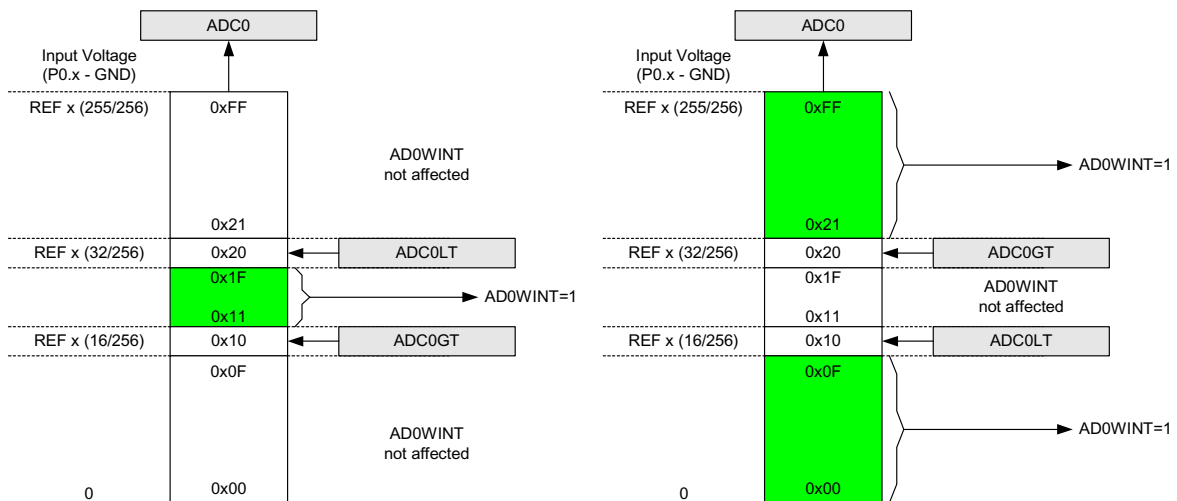 ADC0
Input Voltage
(P0.x - GND)
REF x (255/256)
0xFF
AD0WINT
not affected
0x21
REF x (32/256)
0x20
ADC0LT
0x1F
AD0WINT=1
0x11
REF x (16/256)
0x10
ADC0GT
0x0F
AD0WINT
not affected
0
0x00
ADC0
Input Voltage
(P0.x - GND)
REF x (255/256)
0xFF
AD0WINT=1
0x21
REF x (32/256)
0x20
ADC0GT
0x1F
AD0WINT
not affected
0x11
REF x (16/256)
0x10
ADC0LT
0x0F
AD0WINT=1
0
0x00